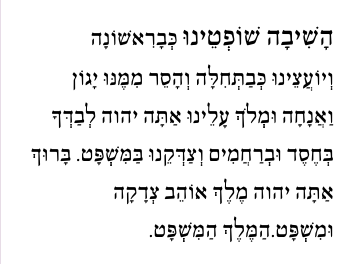 הָשִׁיבָה שׁוֹפְטֵינוּ כְּבָרִאשׁוֹנָה
וְיוֹעֲצֵינוּ כְּבַתְּחִלָּה וְהָסֵר מִמֶּנּוּ יָגוֹן
וַאֲנָחָה וּמְלֹךְ עָלֵינוּ אַתָּה יהוה לְבַדְּךָ
בְּחֶסֶד וּבְרַחֲמִים וְצַדְּקֵנוּ בַּמִּשְׁפָּט. בָּרוּךְ
אַתָּה יהוה מֶלֶךְ אוֹהֵב צְדָקָה
וּמִשְׁפָּט.הַמֶּלֶךְ הַמִּשְׁפָּט.